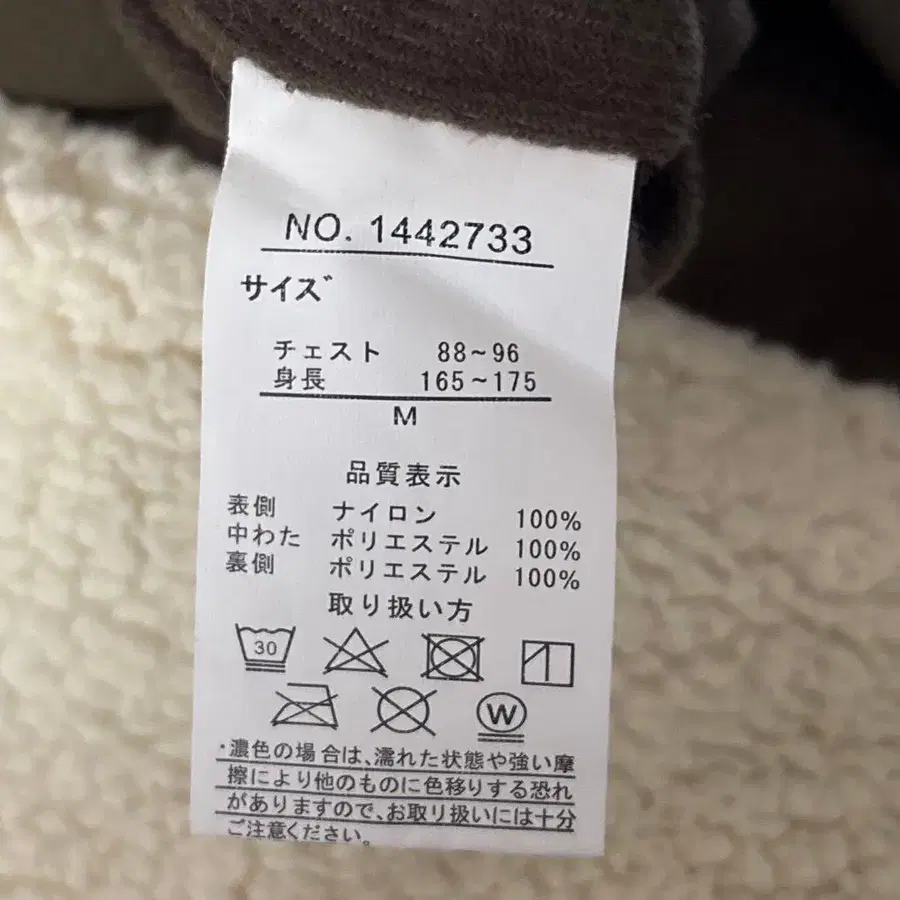 NO. 1442733
サイズ
チェスト 88~96
身長 165~175
M
品質表示
表側 ナイロン 100%
中わた ポリエステル 100%
裏側 ポリエステル 100%
取り扱い方
30
W
・濃色の場合は、濡れた状態や強い摩
擦により他のものに色移りする恐れ
がありますので、お取り扱いには十分
ご注意ください。